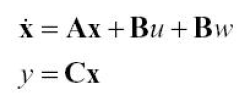 ẋ = Ax + Bu + Bw
y = Cx